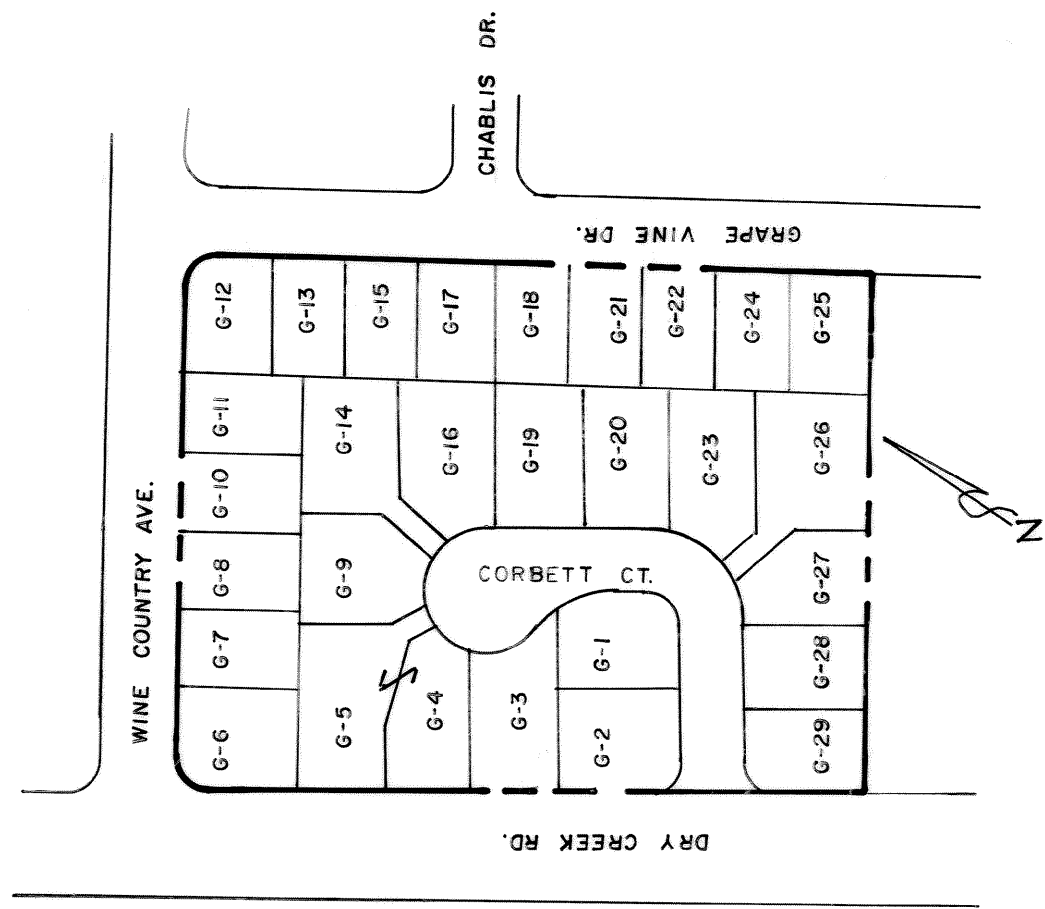 CHABLIS DR.
GRAPE VINE DR.
G-12
G-13
G-15
G-17
G-18
G-21
G-22
G-24
G-25
G-11
G-14
G-16
G-19
G-20
G-23
G-26
G-10
WINE COUNTRY AVE.
G-8
G-9
CORBETT CT.
G-27
N
G-7
G-1
G-28
G-6
G-5
G-4
G-3
G-2
G-29
DRY CREEK RD.